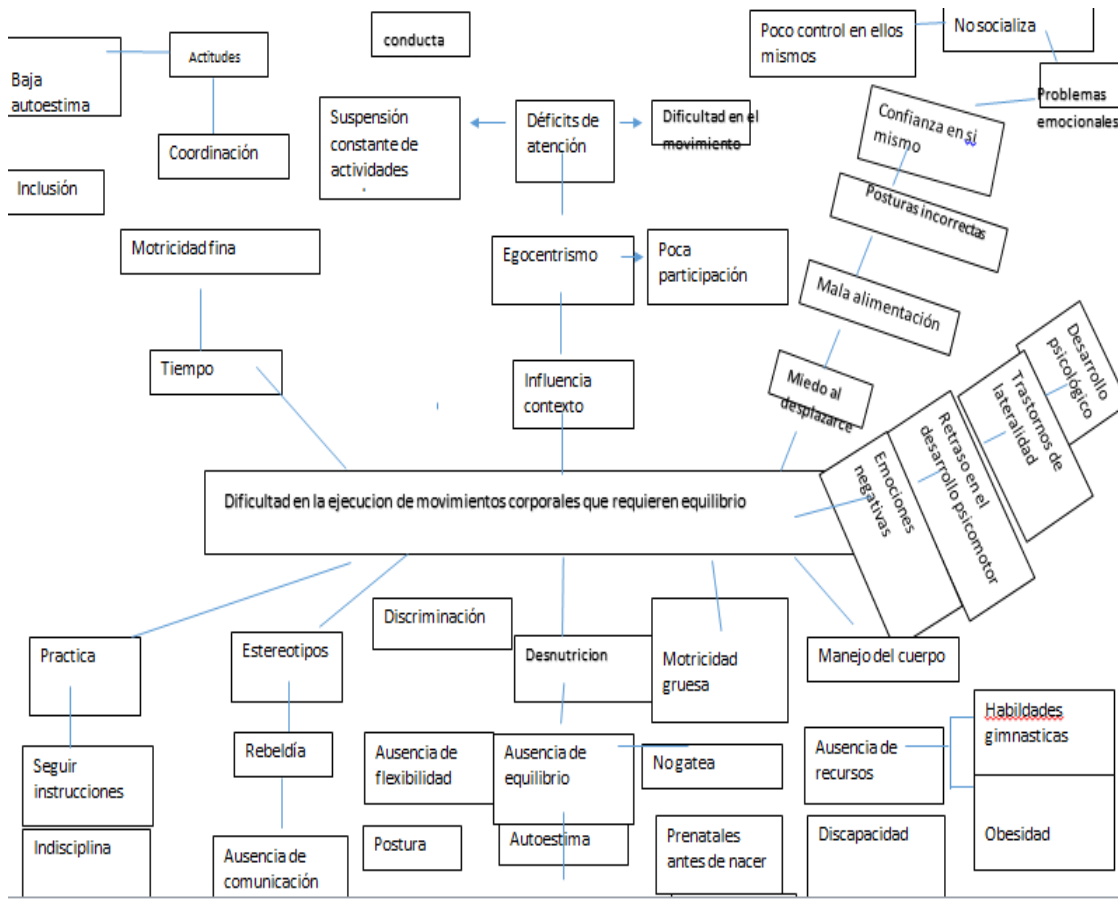 conducta
Poco control en ellos
mismos
No socializa
Baja
autoestima
Actitudes
Problemas
emocionales
Suspensión
constante de
actividades
Déficits de
atención
Dificultad en el
movimiento
Confianza en si
mismo
Coordinación
Inclusión
Posturas incorrectas
Motricidad fina
Egocentrismo
Poca
participación
Mala alimentación
Tiempo
Influencia
contexto
Miedo al
desplazarce
Desarrollo
psicológico
Trastornos de
lateralidad
Retraso en el
desarrollo psicomotor
Emociones
negativas
Dificultad en la ejecucion de movimientos corporales que requieren equilibrio
Practica
Estereotipos
Discriminación
Desnutricion
Motricidad
gruesa
Manejo del cuerpo
Seguir
instrucciones
Rebeldía
Ausencia de
flexibilidad
Ausencia de
equilibrio
No gatea
Ausencia de
recursos
Habildades
gimnasticas
Indisciplina
Ausencia de
comunicación
Postura
Autoestima
Prenatales
antes de nacer
Discapacidad
Obesidad